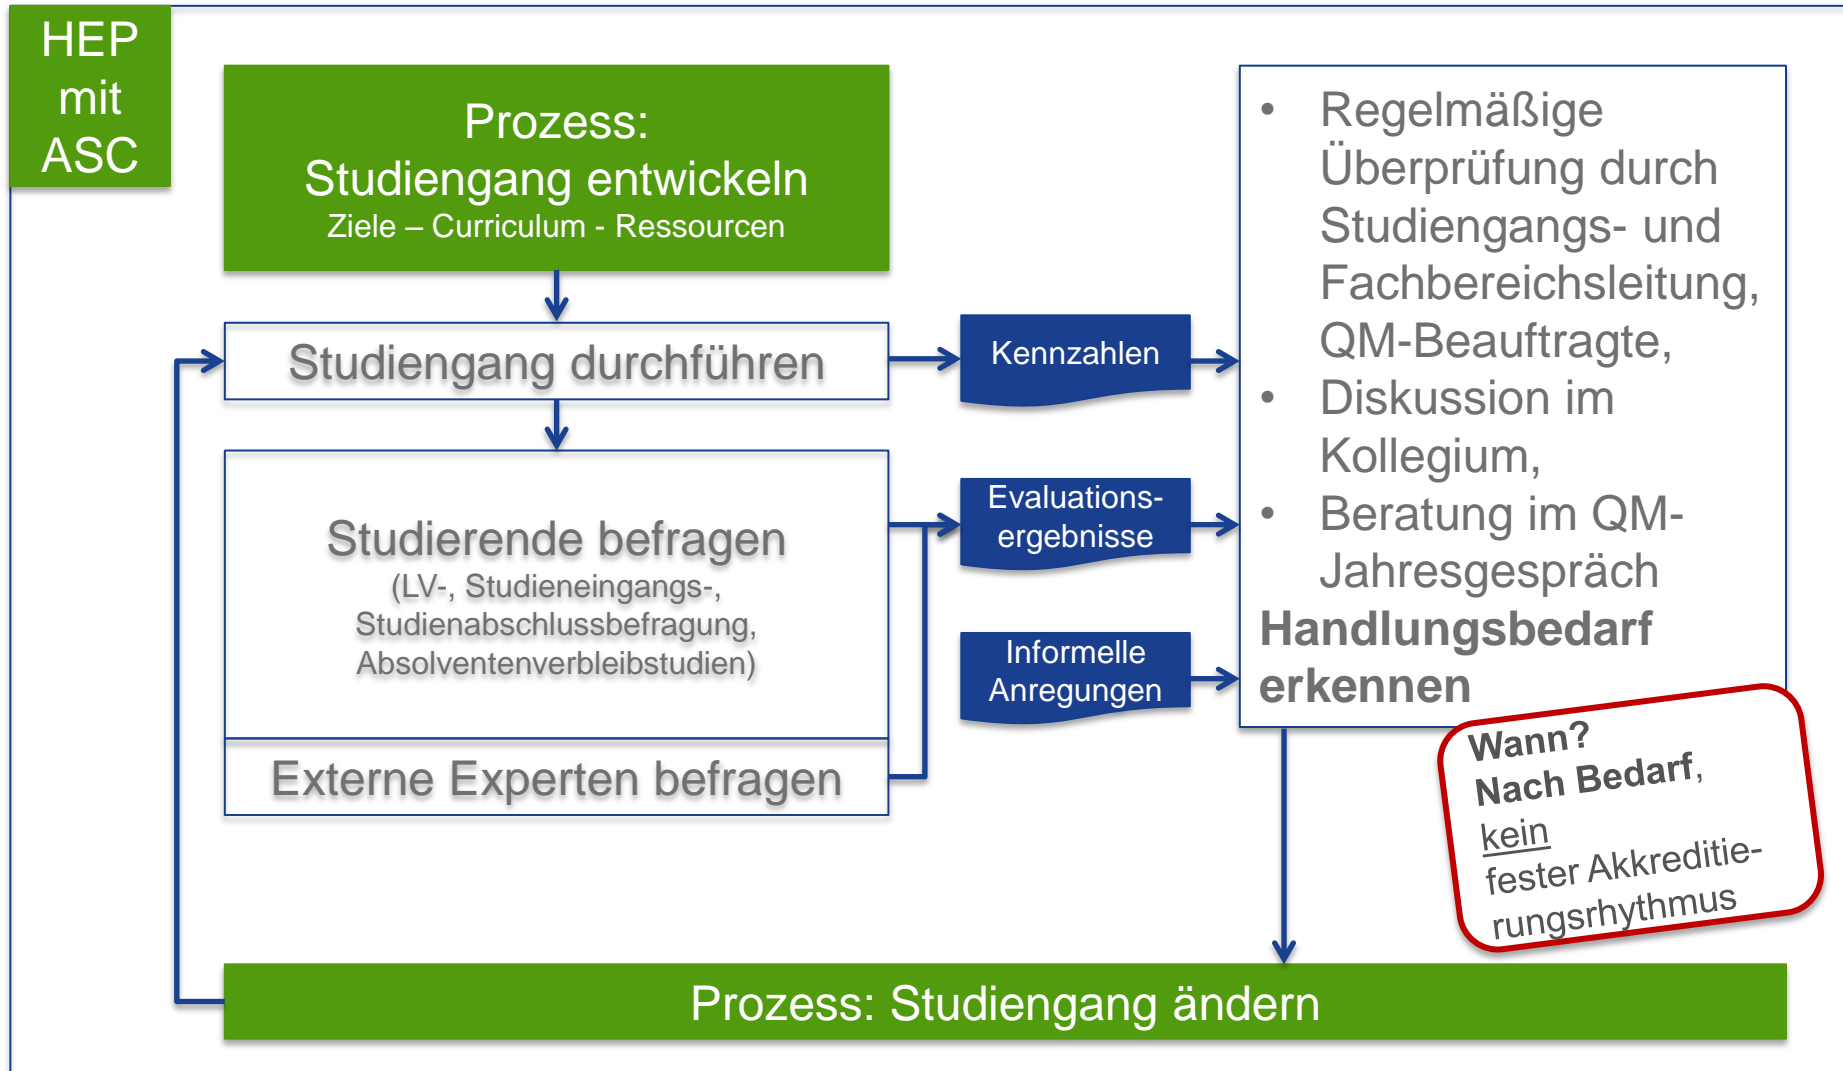 HEP
mit
ASC
Prozess:
Studiengang entwickeln
Ziele – Curriculum - Ressourcen
Studiengang durchführen
Studierende befragen
(LV-, Studieneingangs-,
Studienabschlussbefragung,
Absolventenverbleibstudien)
Externe Experten befragen
Kennzahlen
Evaluations-
ergebnisse
Informelle
Anregungen
• Regelmäßige
Überprüfung durch
Studiengangs- und
Fachbereichsleitung,
QM-Beauftragte,
• Diskussion im
Kollegium,
• Beratung im QM-
Jahresgespräch
Handlungsbedarf
erkennen
Wann?
Nach Bedarf,
kein
fester Akkreditie-
rungsrhythmus
Prozess: Studiengang ändern